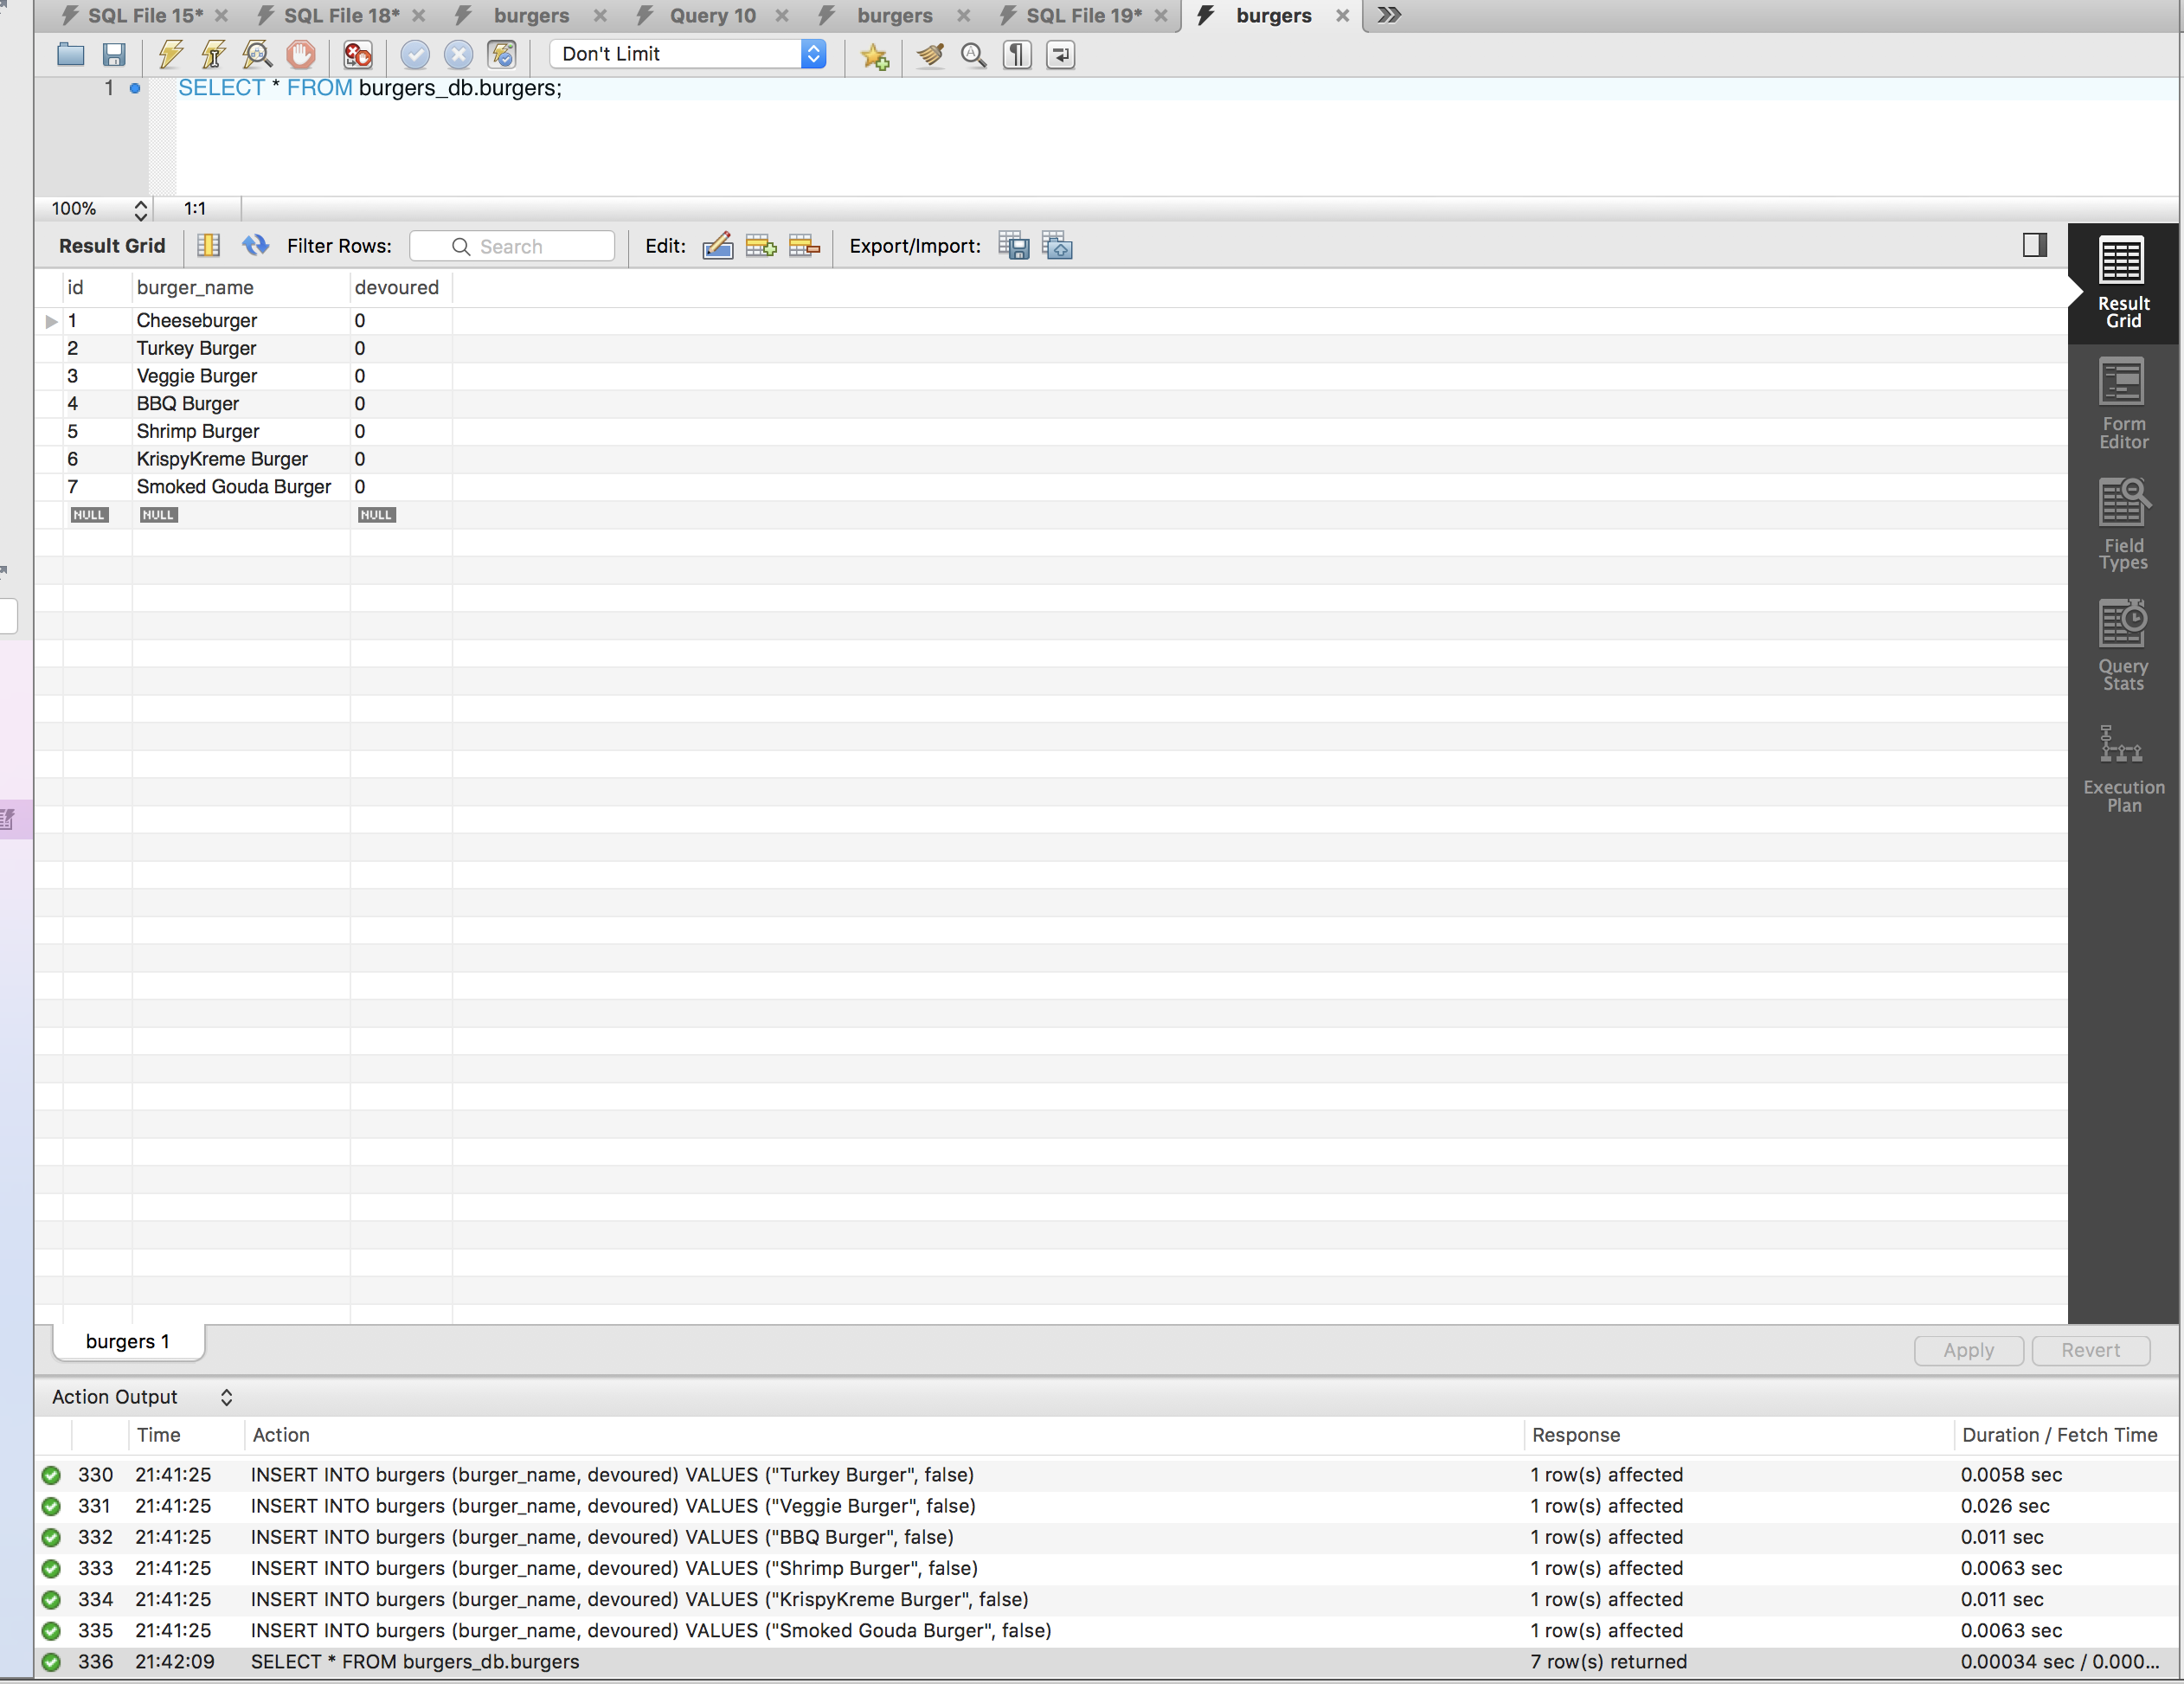 SQL File 15* SQL File 18* burgers Query 10 burgers SQL File 19* burgers
Don't Limit
1 SELECT * FROM burgers_db.burgers;
100% 1:1
Result Grid Filter Rows: Search Edit: Export/Import:
id burger_name devoured
1 Cheeseburger 0
2 Turkey Burger 0
3 Veggie Burger 0
4 BBQ Burger 0
5 Shrimp Burger 0
6 KrispyKreme Burger 0
7 Smoked Gouda Burger 0
NULL NULL NULL
Result
Grid
Form
Editor
Field
Types
Query
Stats
Execution
Plan
burgers 1
Apply Revert
Action Output
Time Action Response Duration / Fetch Time
330 21:41:25 INSERT INTO burgers (burger_name, devoured) VALUES ("Turkey Burger", false) 1 row(s) affected 0.0058 sec
331 21:41:25 INSERT INTO burgers (burger_name, devoured) VALUES ("Veggie Burger", false) 1 row(s) affected 0.026 sec
332 21:41:25 INSERT INTO burgers (burger_name, devoured) VALUES ("BBQ Burger", false) 1 row(s) affected 0.011 sec
333 21:41:25 INSERT INTO burgers (burger_name, devoured) VALUES ("Shrimp Burger", false) 1 row(s) affected 0.0063 sec
334 21:41:25 INSERT INTO burgers (burger_name, devoured) VALUES ("KrispyKreme Burger", false) 1 row(s) affected 0.011 sec
335 21:41:25 INSERT INTO burgers (burger_name, devoured) VALUES ("Smoked Gouda Burger", false) 1 row(s) affected 0.0063 sec
336 21:42:09 SELECT * FROM burgers_db.burgers 7 row(s) returned 0.00034 sec / 0.000...